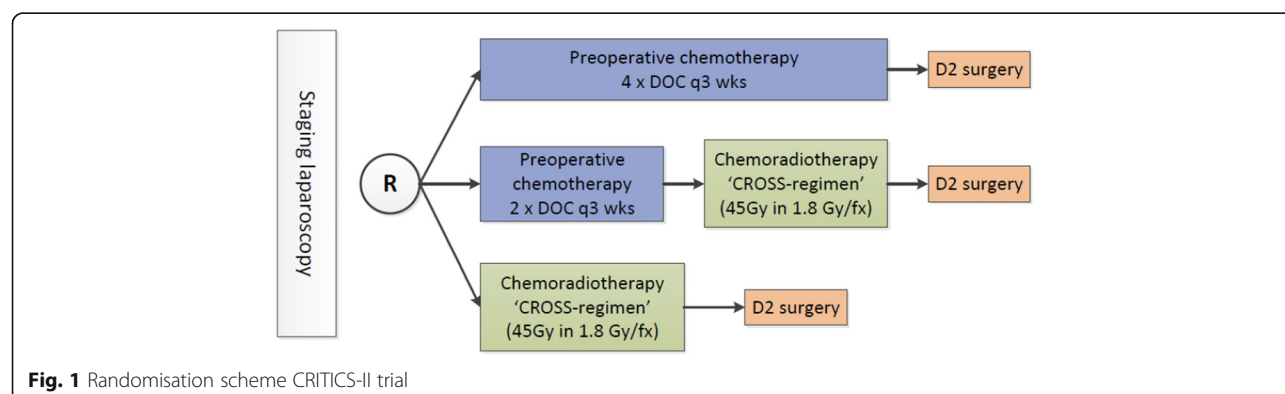 Staging laparoscopy
R
Preoperative chemotherapy
4 x DOC q3 wks
D2 surgery
Preoperative
chemotherapy
2 x DOC q3 wks
Chemoradiotherapy
‘CROSS-regimen’
(45Gy in 1.8 Gy/fx)
D2 surgery
Chemoradiotherapy
‘CROSS-regimen’
(45Gy in 1.8 Gy/fx)
D2 surgery
Fig. 1 Randomisation scheme CRITICS-II trial